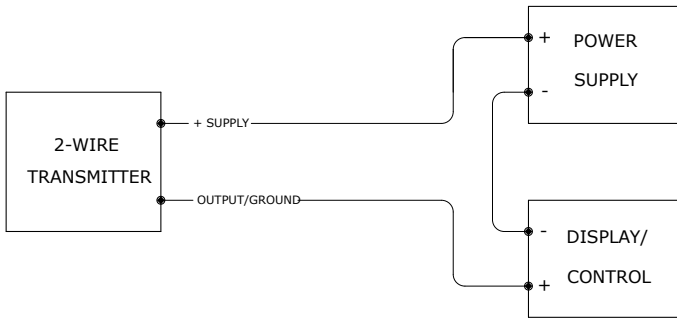 2-WIRE
TRANSMITTER
+ SUPPLY
OUTPUT/GROUND
+
POWER
-
SUPPLY
-
DISPLAY/
+
CONTROL